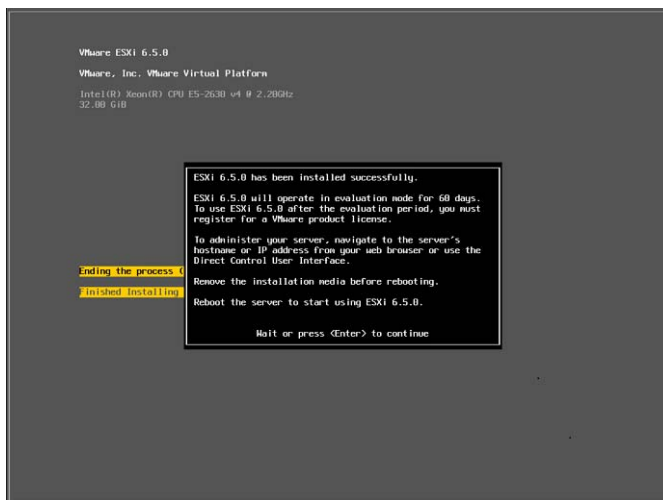 VMware ESXi 6.5.0
VMware, Inc. VMware Virtual Platform
Intel(R) Xeon(R) CPU E5-2630 v4 @ 2.20GHz
32.00 GiB
ESXi 6.5.0 has been installed successfully.
ESXi 6.5.0 will operate in evaluation mode for 60 days.
To use ESXi 6.5.0 after the evaluation period, you must
register for a VMware product license.
To administer your server, navigate to the server's
hostname or IP address from your web browser or use the
Direct Control User Interface.
Ending the process (
Remove the installation media before rebooting.
Finished Installing
Reboot the server to start using ESXi 6.5.0.
Wait or press <Enter> to continue